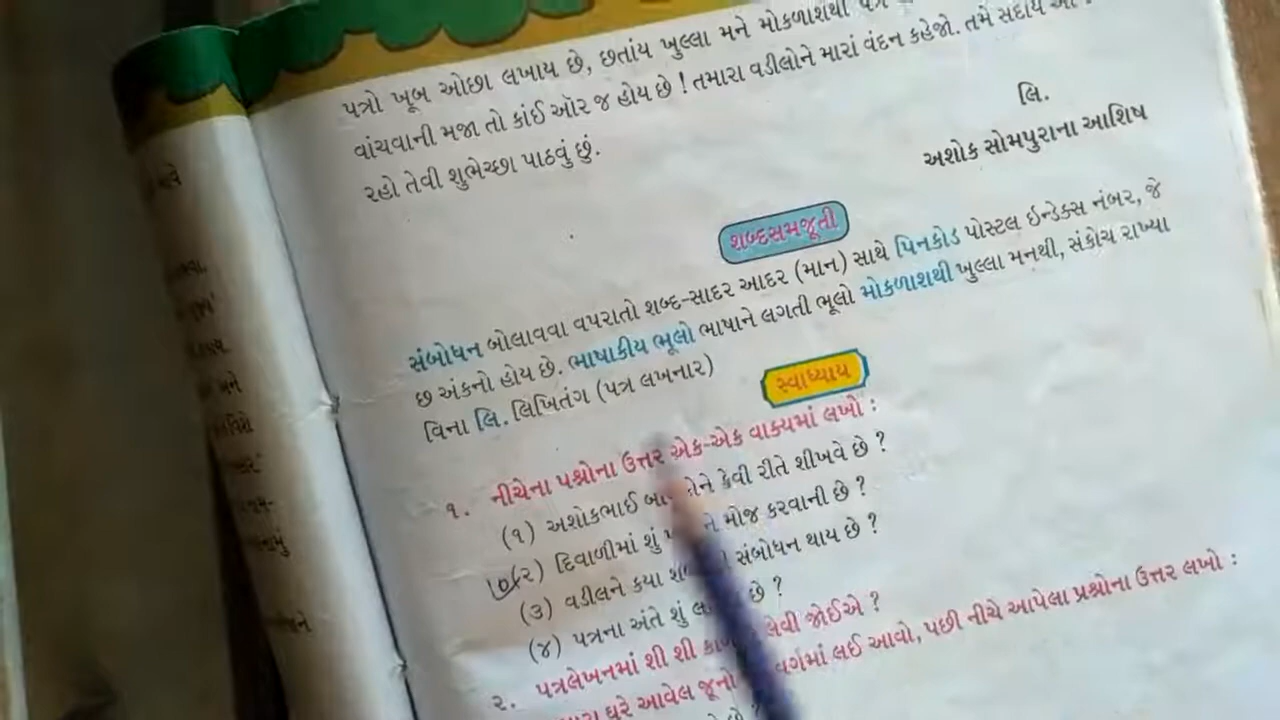 પત્રો ખૂબ ઓછા લખાય છે, છતાંય ખુલ્લા મને મોકળાશથી પત્ર
વાંચવાની મજા તો કાંઈ ઑર જ હોય છે ! તમારા વડીલોને મારાં વંદન કહેજો. તમે સદાય
રહો તેવી શુભેચ્છા પાઠવું છું.
લિ.
અશોક સોમપુરાના આશિષ
શબ્દસમજૂતી
સંબોધન બોલાવવા વપરાતો શબ્દ-સાદર આદર (માન) સાથે પિનકોડ પોસ્ટલ ઇન્ડેક્સ નંબર, જે
છ અંકનો હોય છે. ભાષાકીય ભૂલો ભાષાને લગતી ભૂલો મોકળાશથી ખુલ્લા મનથી, સંકોચ રાખ્યા
વિના લિ. લિખિતંગ (પત્ર લખનાર)
સ્વાધ્યાય
૧. નીચેના પશ્નોના ઉત્તર એક-એક વાક્યમાં લખો :
(૧) અશોકભાઈ કેવી રીતે શીખવે છે ?
(૨) દિવાળીમાં શું મોજ કરવાની છે ?
(૩) વડીલને કયા સંબોધન થાય છે ?
(૪) પત્રના અંતે શું છે ?
૨. પત્રલેખનમાં શી શી લેવી જોઈએ ?
ઘરે આવેલ જૂના વર્ગમાં લઈ આવો, પછી નીચે આપેલા પ્રશ્નોના ઉત્તર લખો :